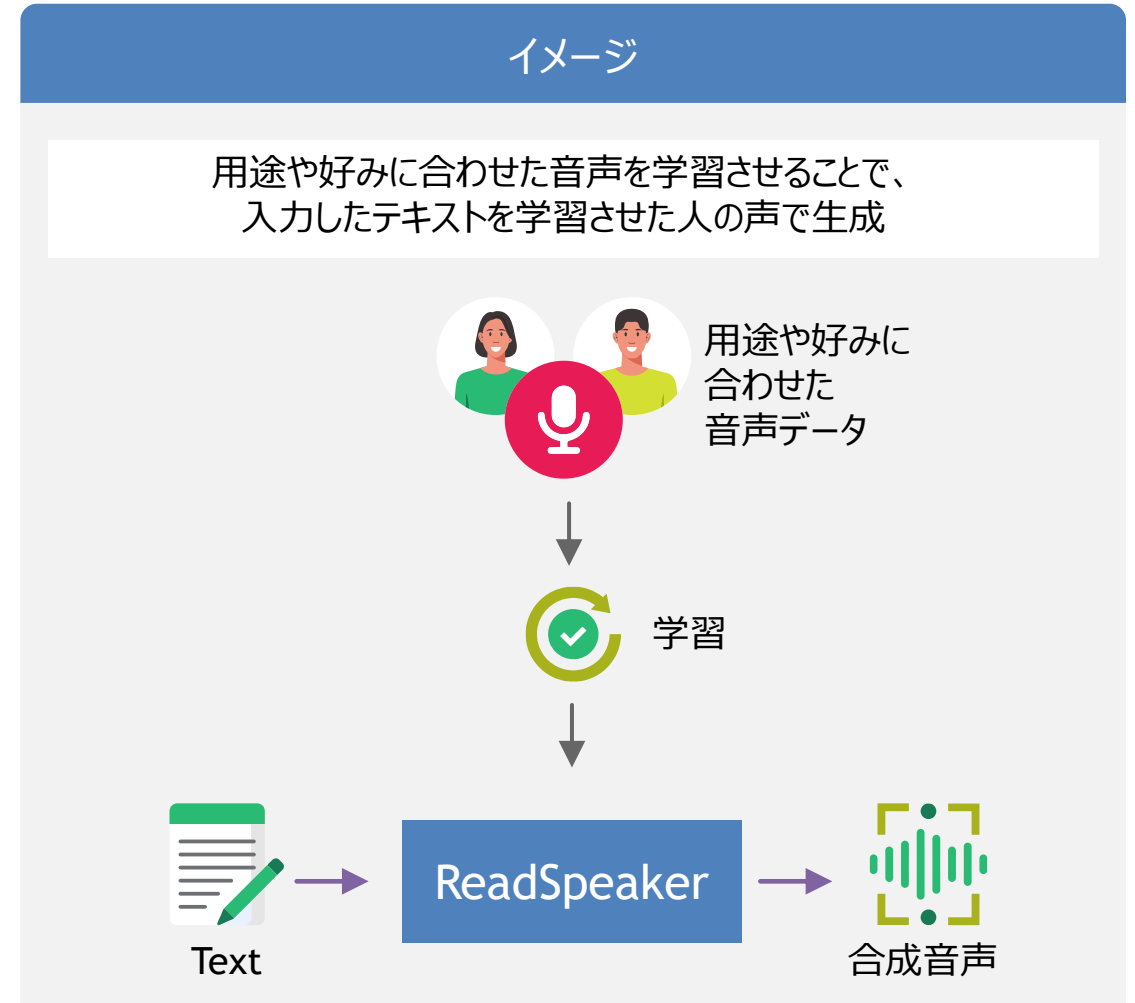 イメージ
用途や好みに合わせた音声を学習させることで、
入力したテキストを学習させた人の声で生成
用途や好みに
合わせた
音声データ
学習
ReadSpeaker
Text
合成音声